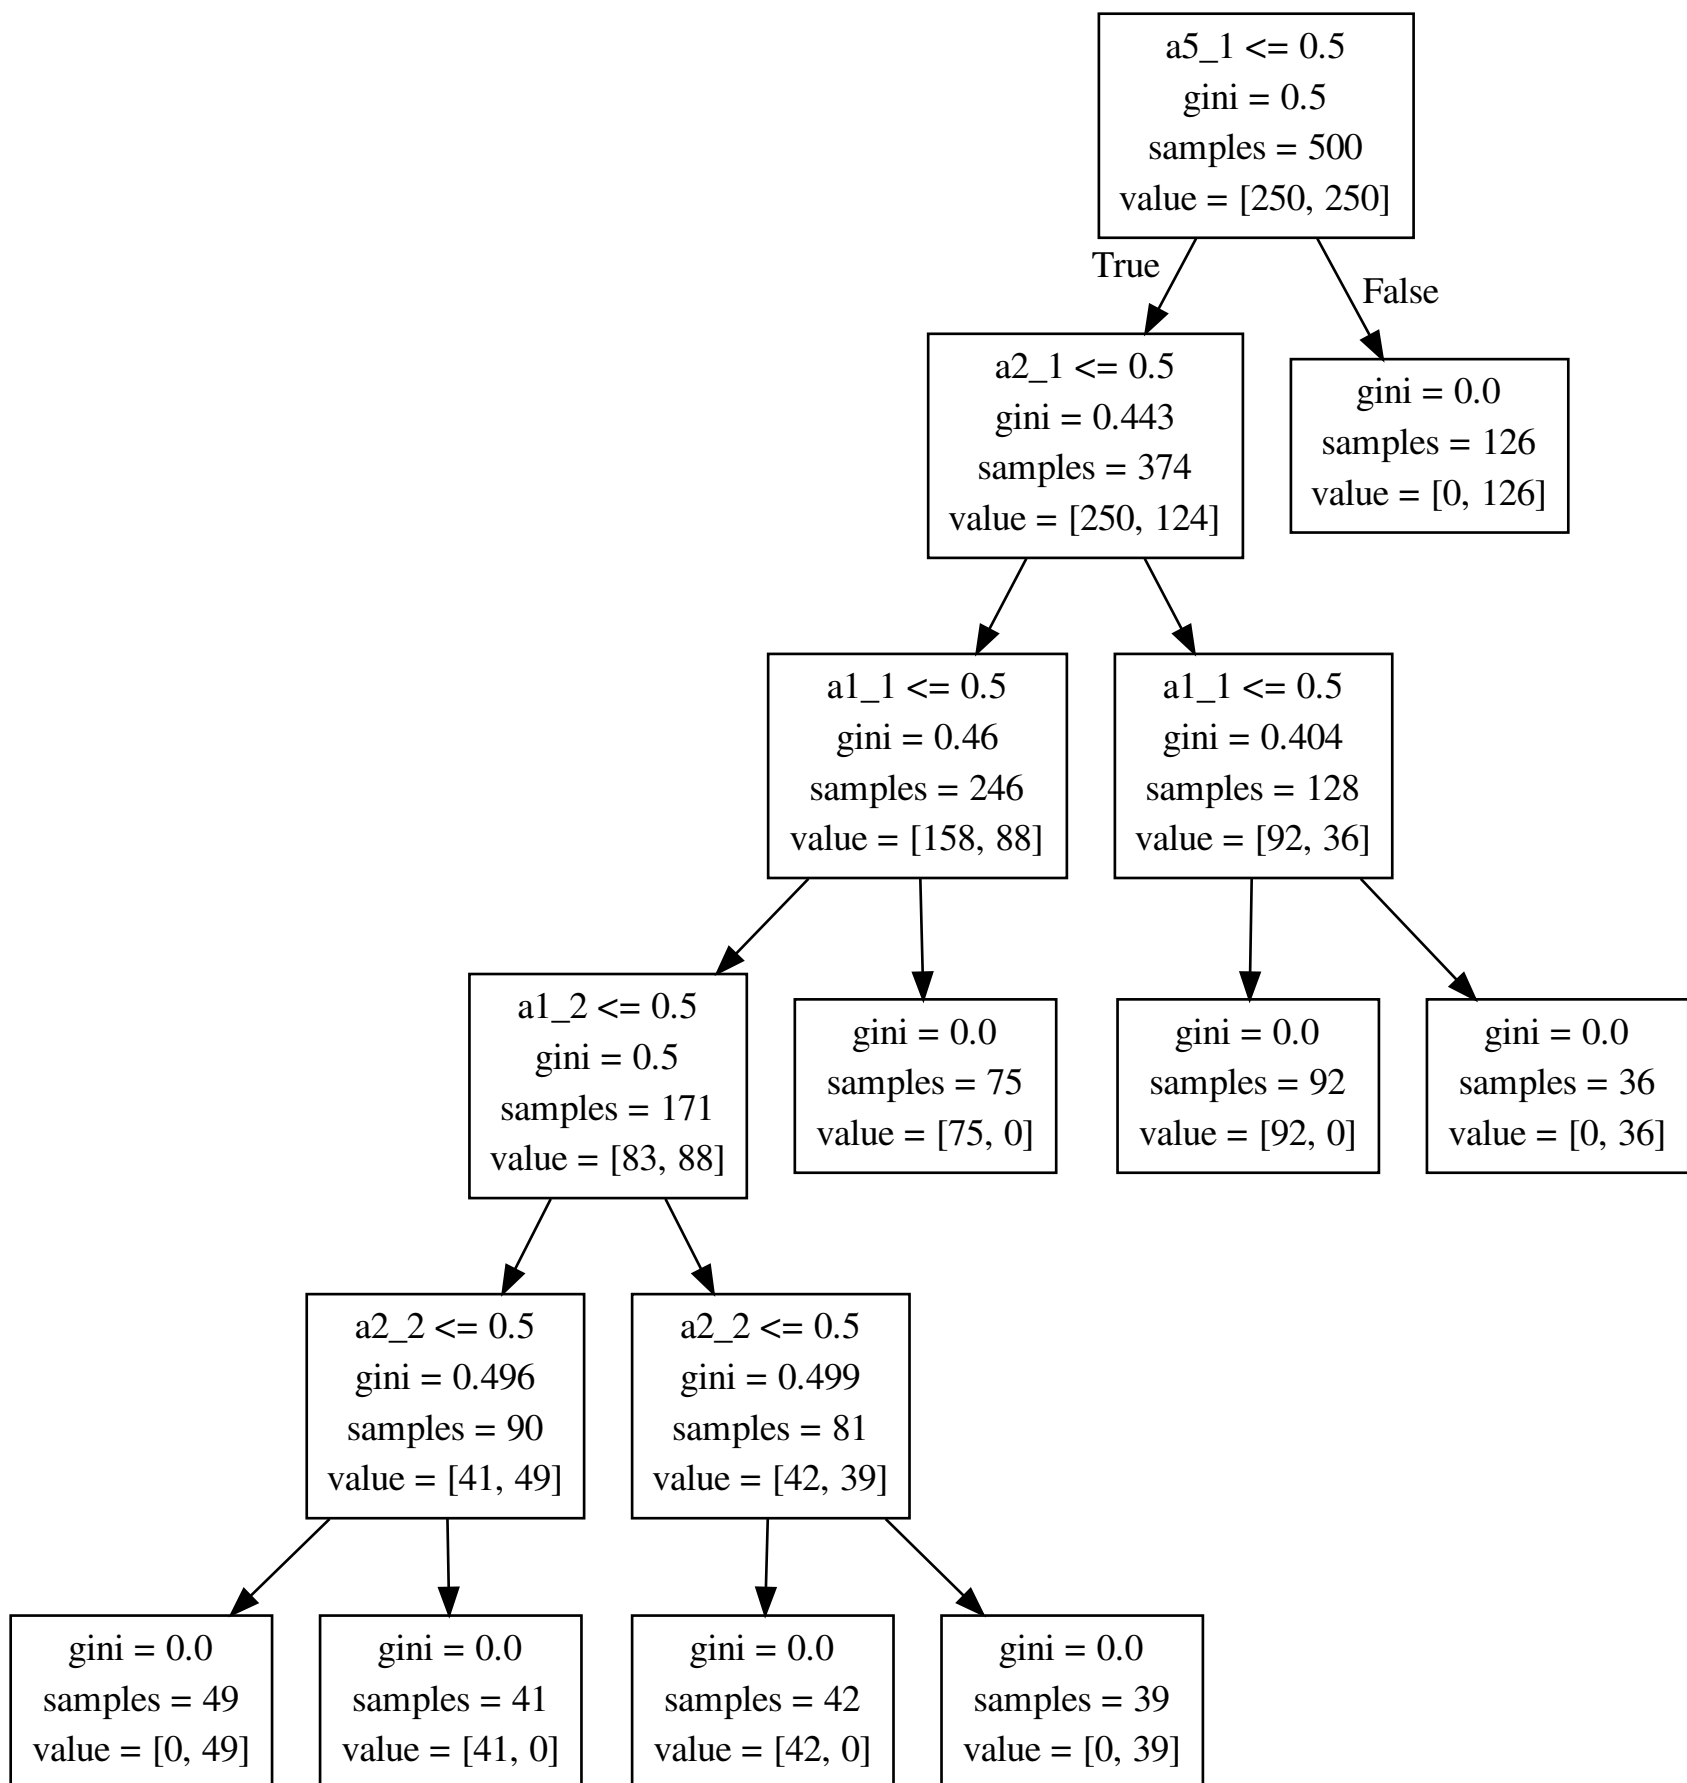 a5_1 <= 0.5
gini = 0.5
samples = 500
value = [250, 250]
True
False
a2_1 <= 0.5
gini = 0.443
samples = 374
value = [250, 124]
gini = 0.0
samples = 126
value = [0, 126]
a1_1 <= 0.5
gini = 0.46
samples = 246
value = [158, 88]
a1_1 <= 0.5
gini = 0.404
samples = 128
value = [92, 36]
a1_2 <= 0.5
gini = 0.5
samples = 171
value = [83, 88]
gini = 0.0
samples = 75
value = [75, 0]
gini = 0.0
samples = 92
value = [92, 0]
gini = 0.0
samples = 36
value = [0, 36]
a2_2 <= 0.5
gini = 0.496
samples = 90
value = [41, 49]
a2_2 <= 0.5
gini = 0.499
samples = 81
value = [42, 39]
gini = 0.0
samples = 49
value = [0, 49]
gini = 0.0
samples = 41
value = [41, 0]
gini = 0.0
samples = 42
value = [42, 0]
gini = 0.0
samples = 39
value = [0, 39]